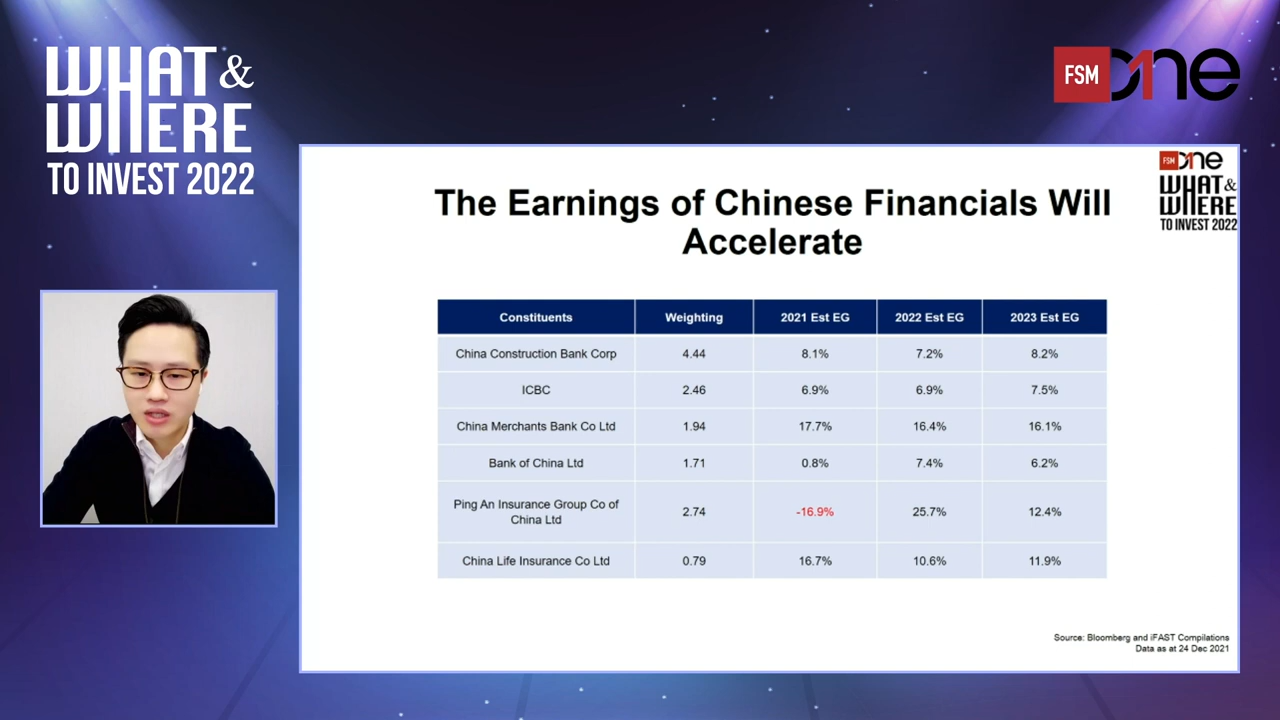 WHAT &
WHERE
TO INVEST 2022
FSM One
FSM One
WHAT &
WHERE
TO INVEST 2022
The Earnings of Chinese Financials Will
Accelerate
Constituents Weighting 2021 Est EG 2022 Est EG 2023 Est EG
China Construction Bank Corp 4.44 8.1% 7.2% 8.2%
ICBC 2.46 6.9% 6.9% 7.5%
China Merchants Bank Co Ltd 1.94 17.7% 16.4% 16.1%
Bank of China Ltd 1.71 0.8% 7.4% 6.2%
Ping An Insurance Group Co of
China Ltd 2.74 -16.9% 25.7% 12.4%
China Life Insurance Co Ltd 0.79 16.7% 10.6% 11.9%
Source: Bloomberg and iFAST Compilations
Data as at 24 Dec 2021